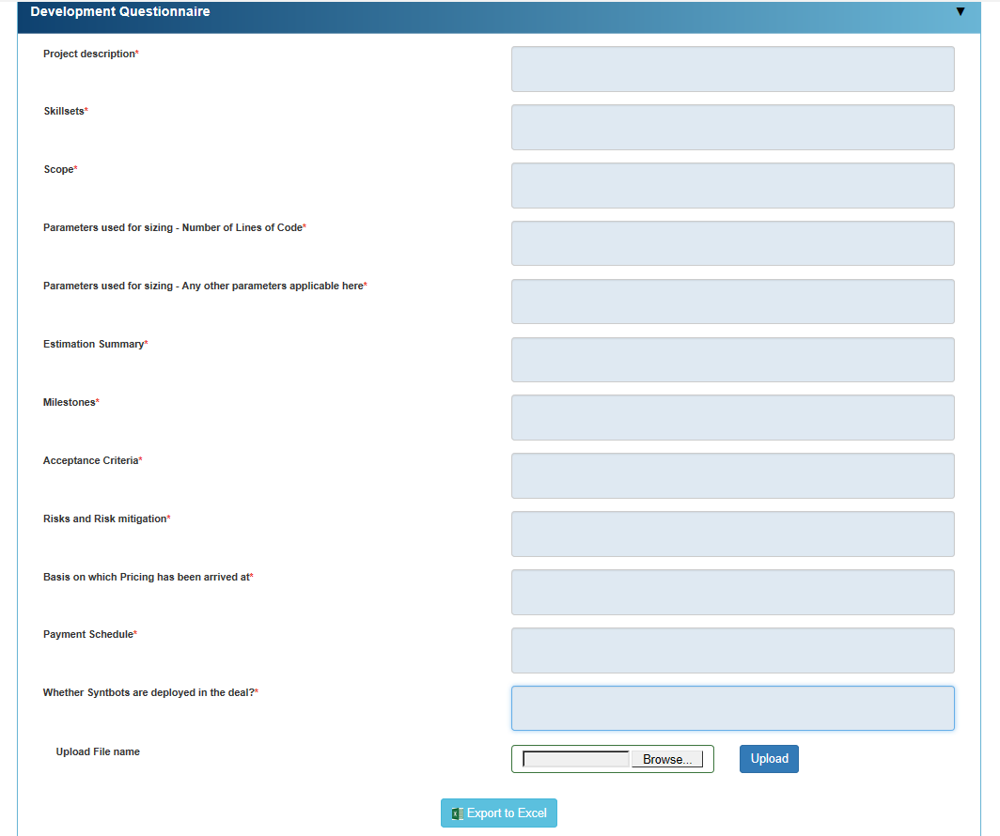 Development Questionnaire ▼
Project description*
Skillsets*
Scope*
Parameters used for sizing - Number of Lines of Code*
Parameters used for sizing - Any other parameters applicable here*
Estimation Summary*
Milestones*
Acceptance Criteria*
Risks and Risk mitigation*
Basis on which Pricing has been arrived at*
Payment Schedule*
Whether Syntbots are deployed in the deal?*
Upload File name Browse... Upload
Export to Excel